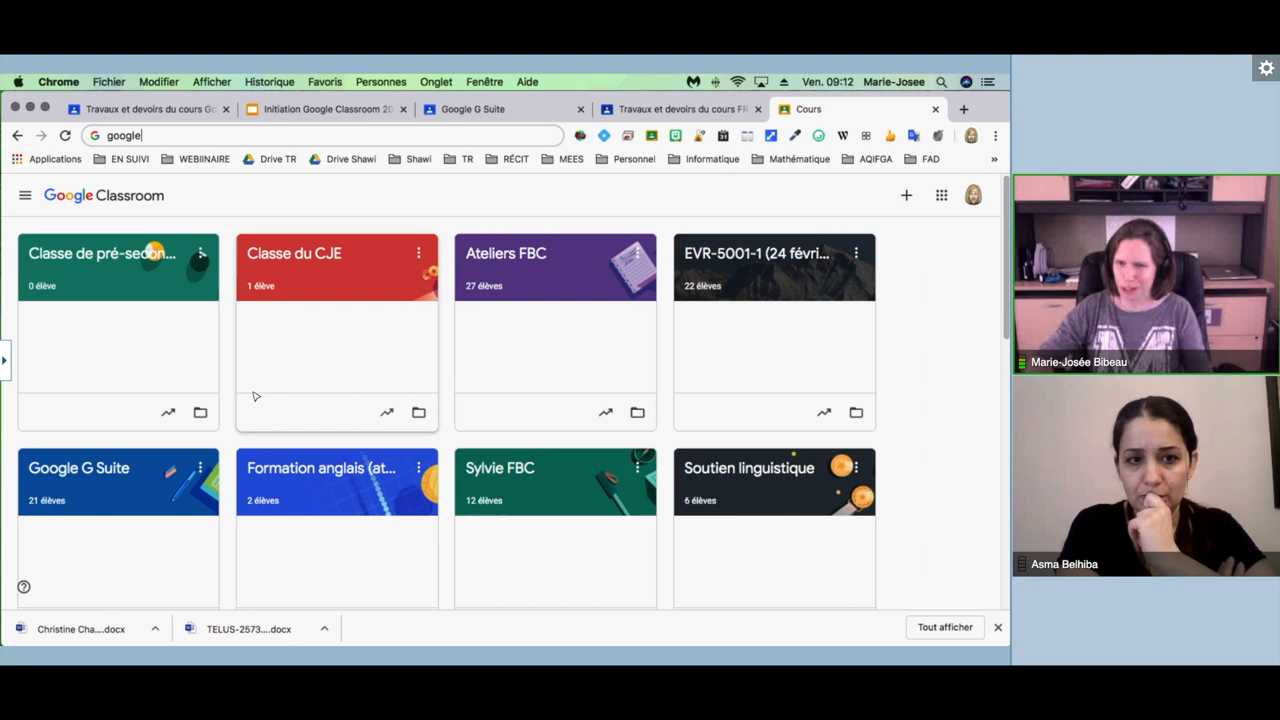 Chrome Fichier Modifier Afficher Historique Favoris Personnes Onglet Fenêtre Aide Ven. 09:12 Marie-Josee
Travaux et devoirs du cours Go Initiation Google Classroom 20 Google G Suite Travaux et devoirs du cours FR Cours
google
Applications EN SUIVI WEBINNAIRE Drive TR Drive Shawi Shawi TR RÉCIT MEES Personnel Informatique Mathématique AQIFGA FAD »
Google Classroom
Classe de pré-secon... Classe du CJE Ateliers FBC EVR-5001-1 (24 févri...
0 élève 1 élève 27 élèves 22 élèves
Marie-Josée Bibeau
Google G Suite Formation anglais (at... Sylvie FBC Soutien linguistique
21 élèves 2 élèves 12 élèves 6 élèves
Asma Belhiba
Christine Cha....docx TELUS-2573....docx Tout afficher